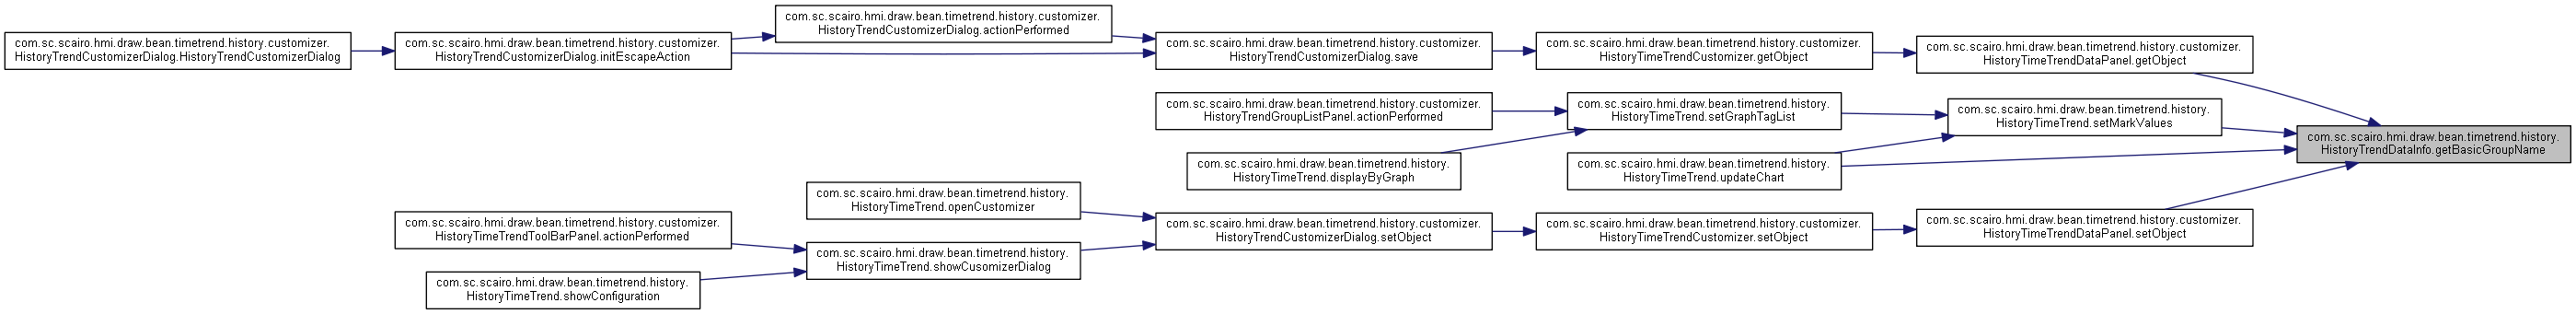 com.sc.scairo.hmi.draw.bean.timetrend.history.customizer.
HistoryTrendCustomizerDialog.HistoryTrendCustomizerDialog
com.sc.scairo.hmi.draw.bean.timetrend.history.customizer.
HistoryTrendCustomizerDialog.initEscapeAction
com.sc.scairo.hmi.draw.bean.timetrend.history.customizer.
HistoryTrendCustomizerDialog.actionPerformed
com.sc.scairo.hmi.draw.bean.timetrend.history.customizer.
HistoryTrendCustomizerDialog.save
com.sc.scairo.hmi.draw.bean.timetrend.history.customizer.
HistoryTimeTrendCustomizer.getObject
com.sc.scairo.hmi.draw.bean.timetrend.history.customizer.
HistoryTimeTrendDataPanel.getObject
com.sc.scairo.hmi.draw.bean.timetrend.history.customizer.
HistoryTrendGroupListPanel.actionPerformed
com.sc.scairo.hmi.draw.bean.timetrend.history.
HistoryTimeTrend.setGraphTagList
com.sc.scairo.hmi.draw.bean.timetrend.history.
HistoryTimeTrend.setMarkValues
com.sc.scairo.hmi.draw.bean.timetrend.history.
HistoryTrendDataInfo.getBasicGroupName
com.sc.scairo.hmi.draw.bean.timetrend.history.
HistoryTimeTrend.displayByGraph
com.sc.scairo.hmi.draw.bean.timetrend.history.
HistoryTimeTrend.updateChart
com.sc.scairo.hmi.draw.bean.timetrend.history.
HistoryTimeTrend.openCustomizer
com.sc.scairo.hmi.draw.bean.timetrend.history.customizer.
HistoryTimeTrendToolBarPanel.actionPerformed
com.sc.scairo.hmi.draw.bean.timetrend.history.
HistoryTimeTrend.showCusomizerDialog
com.sc.scairo.hmi.draw.bean.timetrend.history.customizer.
HistoryTrendCustomizerDialog.setObject
com.sc.scairo.hmi.draw.bean.timetrend.history.customizer.
HistoryTimeTrendCustomizer.setObject
com.sc.scairo.hmi.draw.bean.timetrend.history.customizer.
HistoryTimeTrendDataPanel.setObject
com.sc.scairo.hmi.draw.bean.timetrend.history.
HistoryTimeTrend.showConfiguration